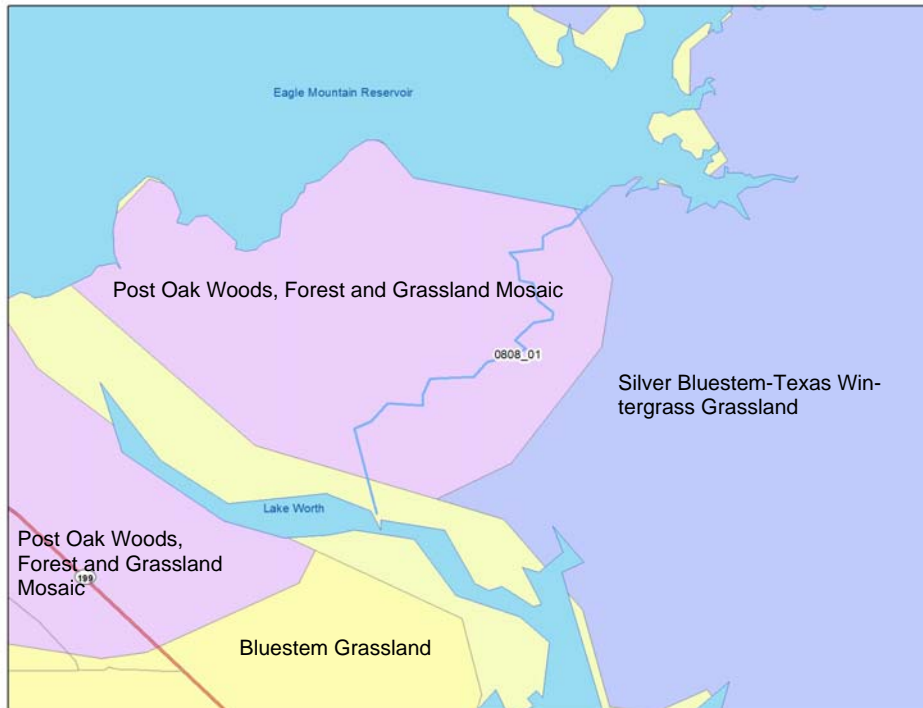 Eagle Mountain Reservoir
Post Oak Woods, Forest and Grassland Mosaic
0808_01
Silver Bluestem-Texas Win-
tergrass Grassland
Lake Worth
Post Oak Woods,
Forest and Grassland
Mosaic
199
Bluestem Grassland